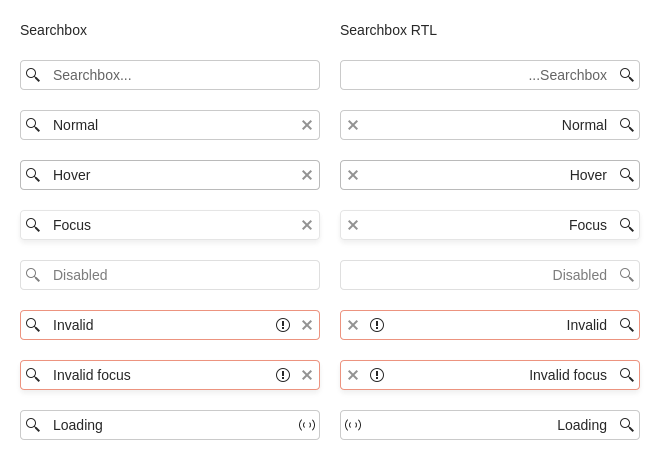 Searchbox
Searchbox RTL
Searchbox...
...Searchbox
Normal
Normal
Hover
Hover
Focus
Focus
Disabled
Disabled
Invalid
Invalid
Invalid focus
Invalid focus
Loading
Loading